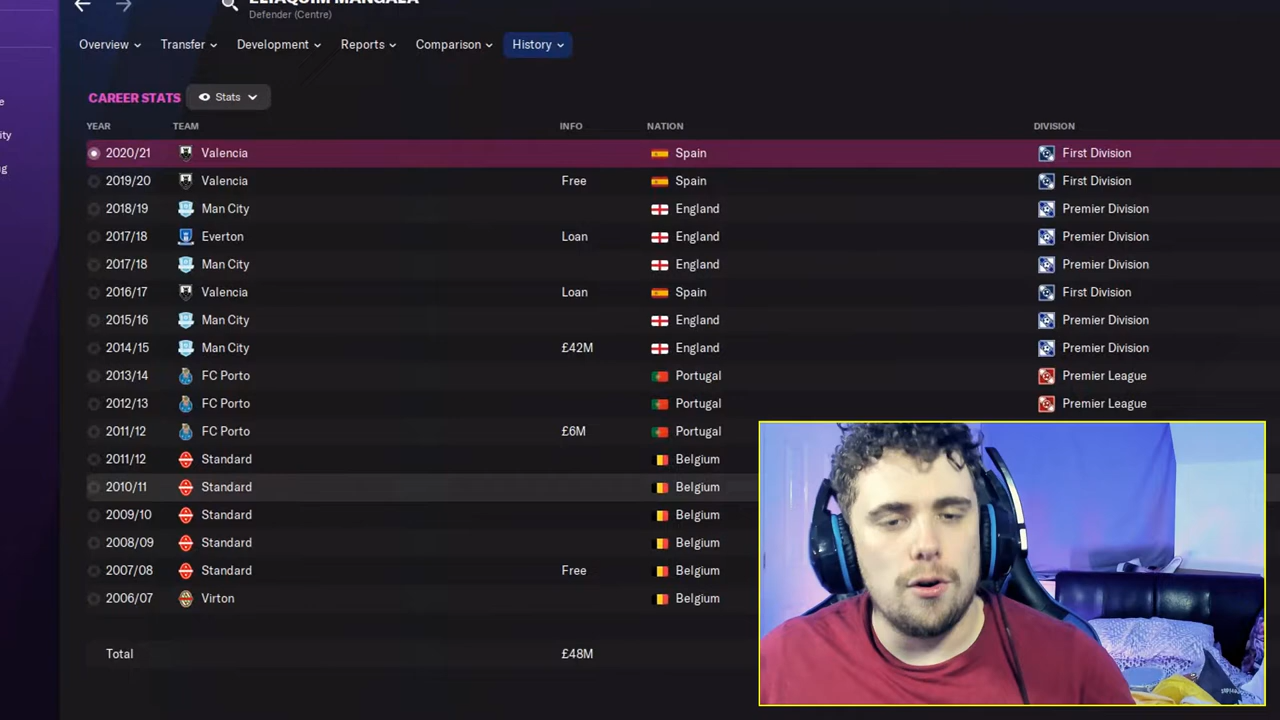 ELIAQUIM MANGALA
Defender (Centre)
Overview Transfer Development Reports Comparison History
CAREER STATS Stats
YEAR TEAM INFO NATION DIVISION
2020/21 Valencia Spain First Division
e
2019/20 Valencia Free Spain First Division
ity
2018/19 Man City England Premier Division
g
2017/18 Everton Loan England Premier Division
2017/18 Man City England Premier Division
2016/17 Valencia Loan Spain First Division
2015/16 Man City England Premier Division
2014/15 Man City £42M England Premier Division
2013/14 FC Porto Portugal Premier League
2012/13 FC Porto Portugal Premier League
2011/12 FC Porto £6M Portugal
2011/12 Standard Belgium
2010/11 Standard Belgium
2009/10 Standard Belgium
2008/09 Standard Belgium
2007/08 Standard Free Belgium
2006/07 Virton Belgium
Total £48M